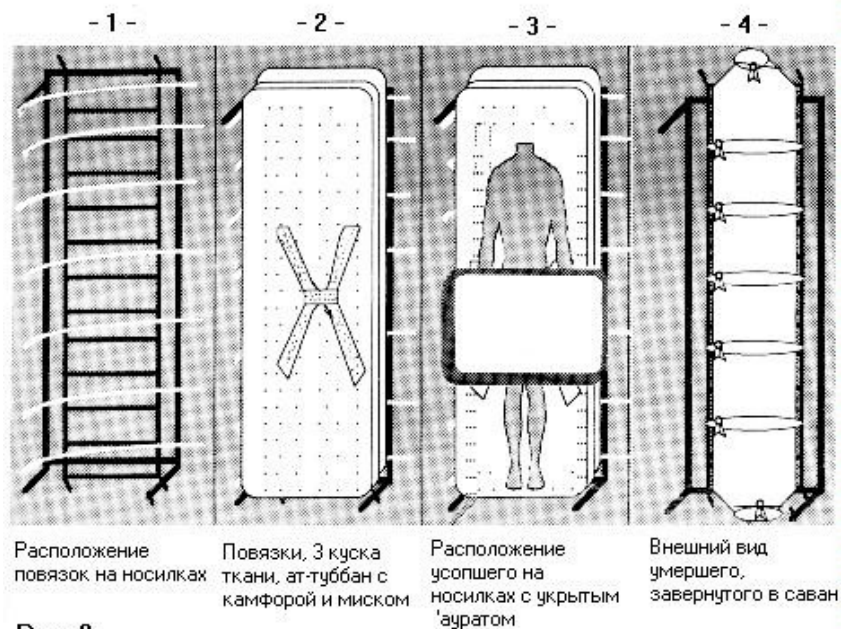 - 1 -
- 2 -
- 3 -
- 4 -
Расположение
повязок на носилках
Повязки, 3 куска
ткани, ат-туббан с
камфорой и миском
Расположение
усопшего на
носилках с укрытым
'ауратом
Внешний вид
умершего,
завернутого в саван